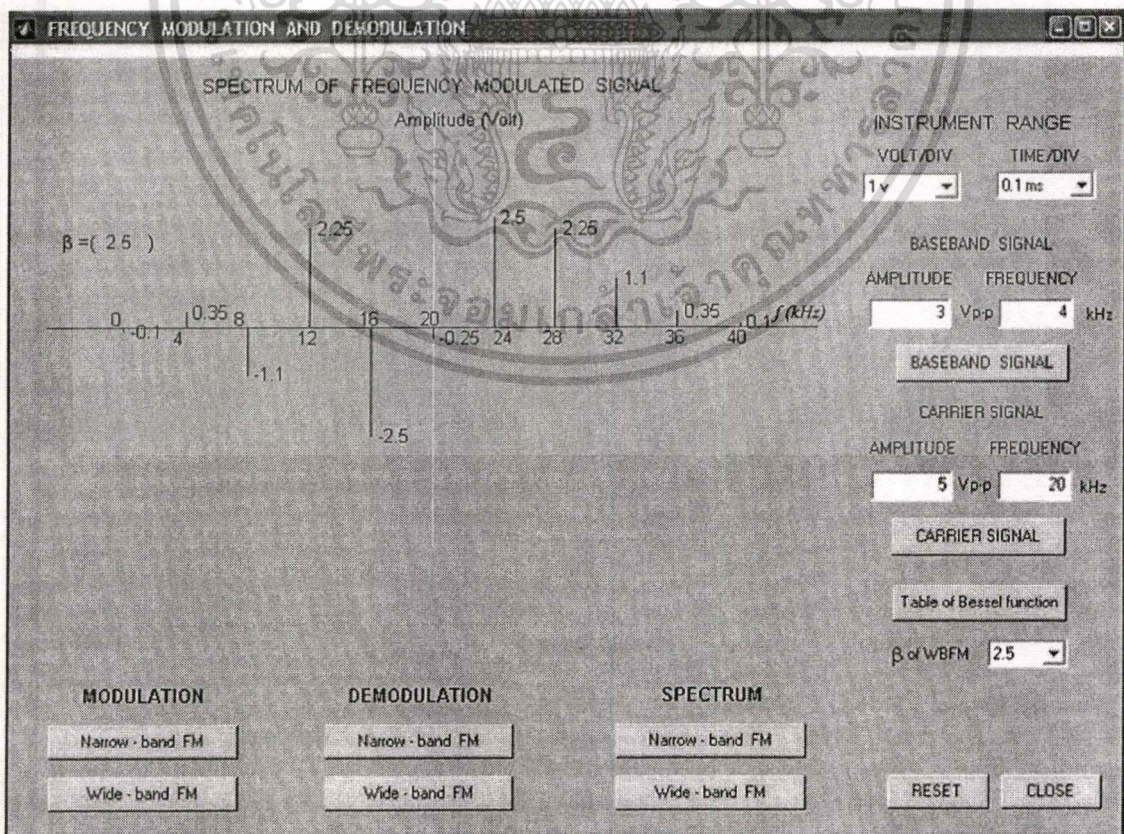 FREQUENCY MODULATION AND DEMODULATION
SPECTRUM OF FREQUENCY MODULATED SIGNAL
Amplitude (Volt)
β =( 2.5 )
2.25
2.5
2.25
1.1
0
0.35
8
16
20
0.35
f (kHz)
-0.1
4
12
-0.25
24
28
32
36
40
-0.1
-1.1
-2.5
INSTRUMENT RANGE
VOLT/DIV TIME/DIV
1 v 0.1 ms
BASEBAND SIGNAL
AMPLITUDE FREQUENCY
3 Vp-p 4 kHz
BASEBAND SIGNAL
CARRIER SIGNAL
AMPLITUDE FREQUENCY
5 Vp-p 20 kHz
CARRIER SIGNAL
Table of Bessel function
β of WBFM 2.5
MODULATION DEMODULATION SPECTRUM
Narrow - band FM Narrow - band FM Narrow - band FM
Wide - band FM Wide - band FM Wide - band FM
RESET CLOSE